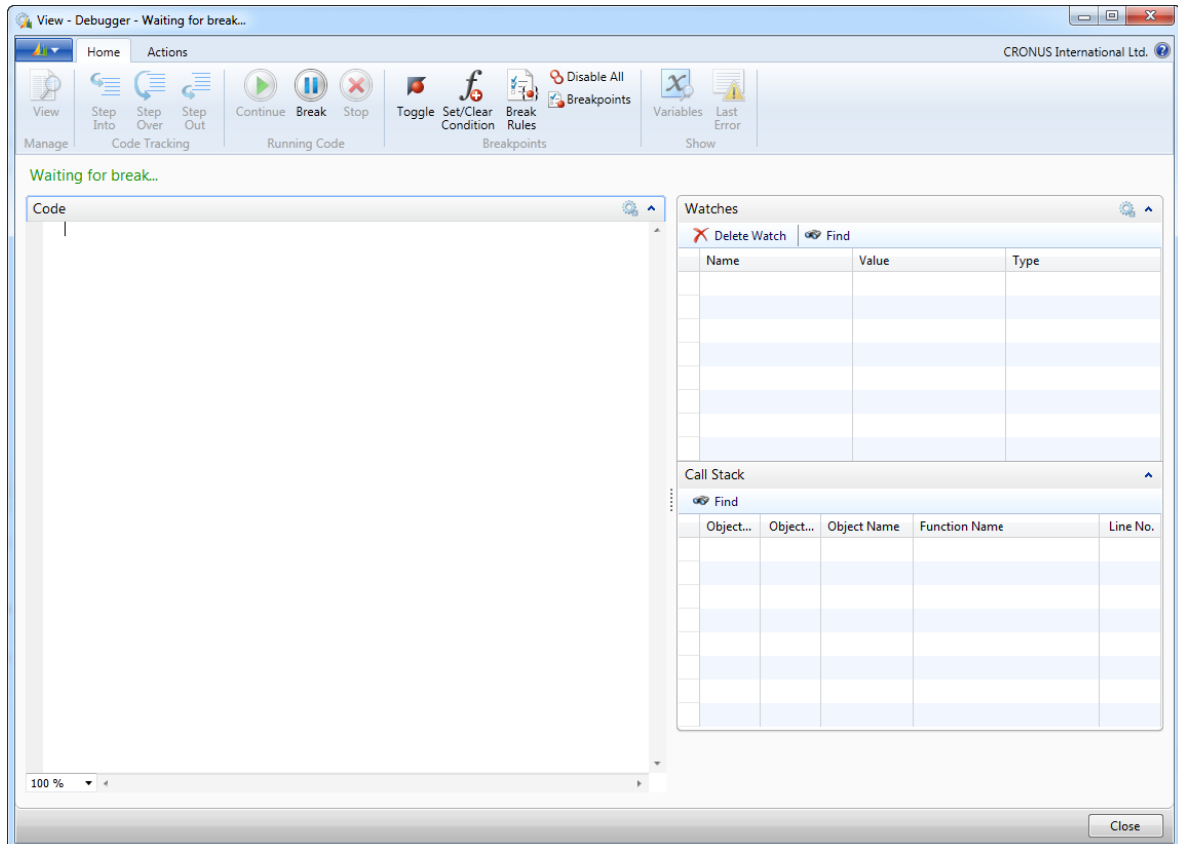 View - Debugger - Waiting for break...
Home Actions CRONUS International Ltd.
View
Step Into
Step Over
Step Out
Continue Break Stop
Toggle
Set/Clear Condition
Break Rules
Disable All
Breakpoints
Variables
Last Error
Manage Code Tracking Running Code Breakpoints Show
Waiting for break...
Code
100 %
Watches
Delete Watch Find
Name Value Type
Call Stack
Find
Object... Object... Object Name Function Name Line No.
Close